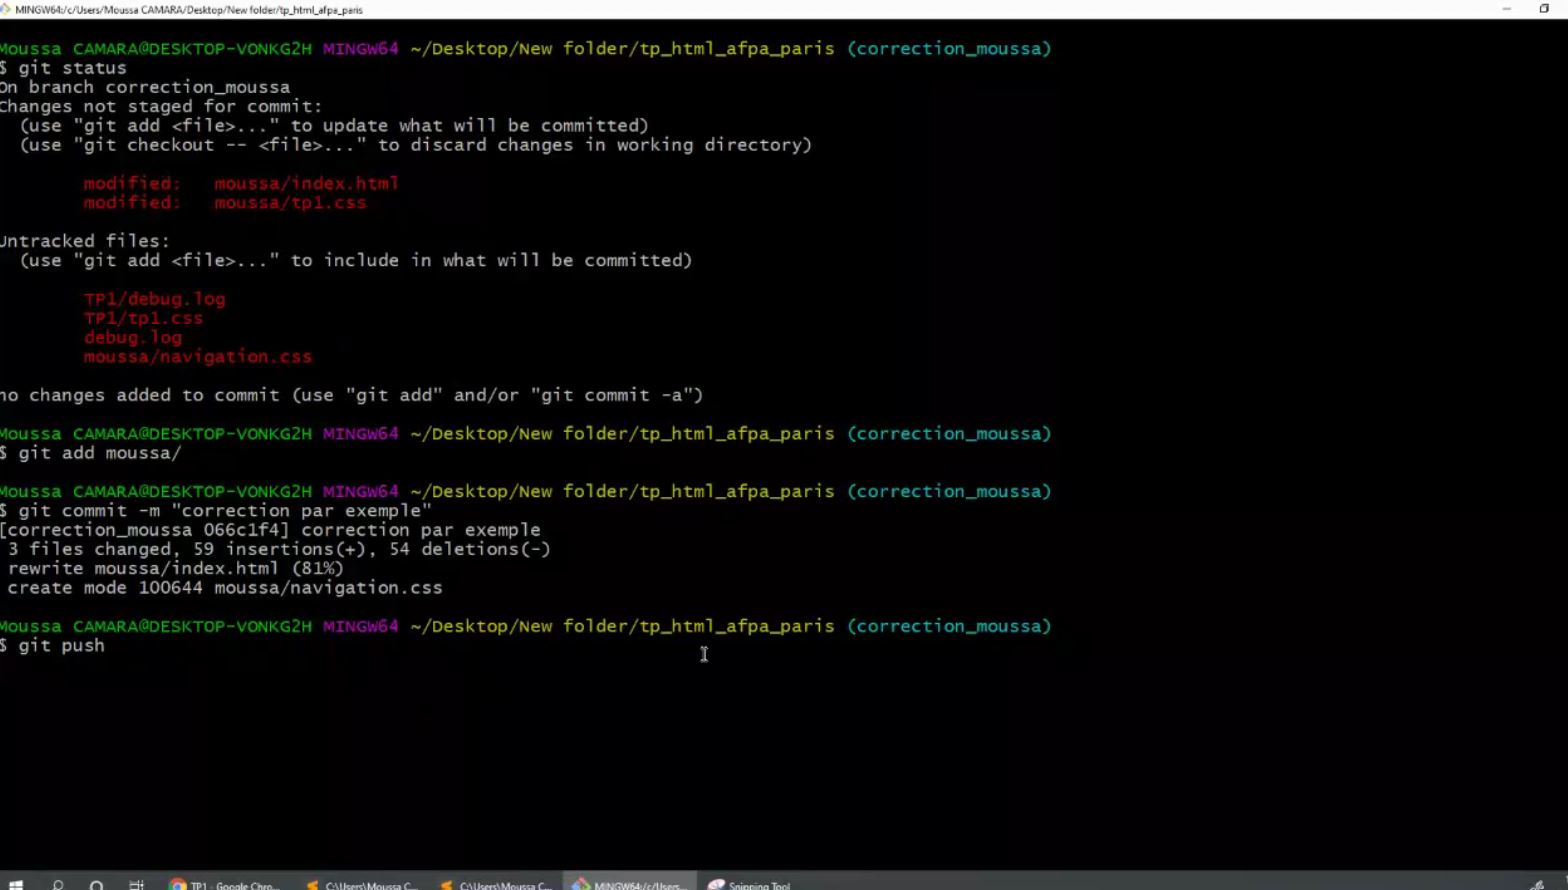 MINGW64:/c/Users/Moussa CAMARA/Desktop/New folder/tp_html_afpa_paris
Moussa CAMARA@DESKTOP-VONKG2H MINGW64 ~/Desktop/New folder/tp_html_afpa_paris (correction_moussa)
$ git status
On branch correction_moussa
Changes not staged for commit:
(use "git add <file>..." to update what will be committed)
(use "git checkout -- <file>..." to discard changes in working directory)
modified: moussa/index.html
modified: moussa/tp1.css
Untracked files:
(use "git add <file>..." to include in what will be committed)
TP1/debug.log
TP1/tp1.css
debug.log
moussa/navigation.css
no changes added to commit (use "git add" and/or "git commit -a")
Moussa CAMARA@DESKTOP-VONKG2H MINGW64 ~/Desktop/New folder/tp_html_afpa_paris (correction_moussa)
$ git add moussa/
Moussa CAMARA@DESKTOP-VONKG2H MINGW64 ~/Desktop/New folder/tp_html_afpa_paris (correction_moussa)
$ git commit -m "correction par exemple"
[correction_moussa 066c1f4] correction par exemple
3 files changed, 59 insertions(+), 54 deletions(-)
rewrite moussa/index.html (81%)
create mode 100644 moussa/navigation.css
Moussa CAMARA@DESKTOP-VONKG2H MINGW64 ~/Desktop/New folder/tp_html_afpa_paris (correction_moussa)
$ git push
TP1 - Google Chro... C:\Users\Moussa C... C:\Users\Moussa C... MINGW64:/c/Users... Snipping Tool